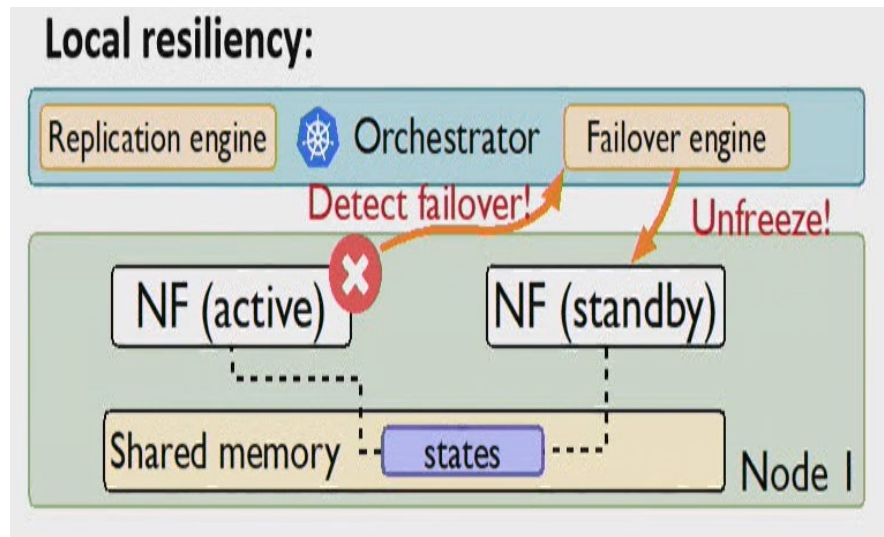 Local resiliency:
Replication engine
Orchestrator
Failover engine
Detect failover!
Unfreeze!
NF (active)
NF (standby)
Shared memory
states
Node 1